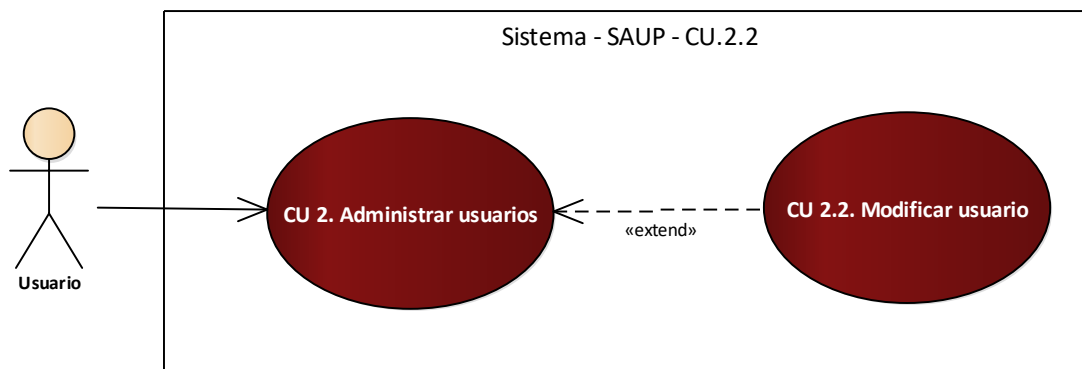 Sistema - SAUP - CU.2.2
CU 2. Administrar usuarios
«extend»
CU 2.2. Modificar usuario
Usuario